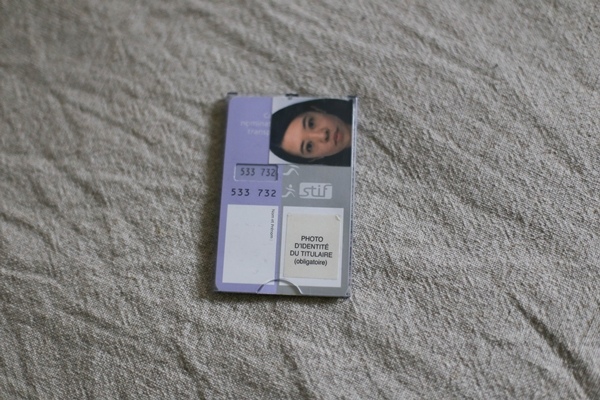 533 732
533 732
stif
PHOTO
D'IDENTITÉ
DU TITULAIRE
(obligatoire)